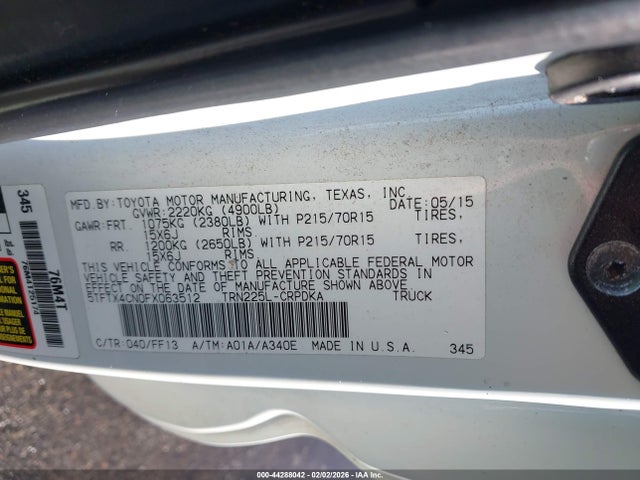 MFD.BY:TOYOTA MOTOR MANUFACTURING, TEXAS, INC.
GVWR:2220KG (4900LB) DATE:05/15
GAWR:FRT. 1075KG (2380LB) WITH P215/70R15 TIRES,
15X6J RIMS
RR. 1200KG (2650LB) WITH P215/70R15 TIRES,
15X6J RIMS
THIS VEHICLE CONFORMS TO ALL APPLICABLE FEDERAL MOTOR
VEHICLE SAFETY AND THEFT PREVENTION STANDARDS IN
EFFECT ON THE DATE OF MANUFACTURE SHOWN ABOVE.
5TFTX4CN0FX063512 TRN225L-CRPDKA TRUCK
C/TR:040/FF13 A/TM:A01A/A340E MADE IN U.S.A. 345
345
76M4T
000-44288042 - 02/02/2026 - IAAI.COM